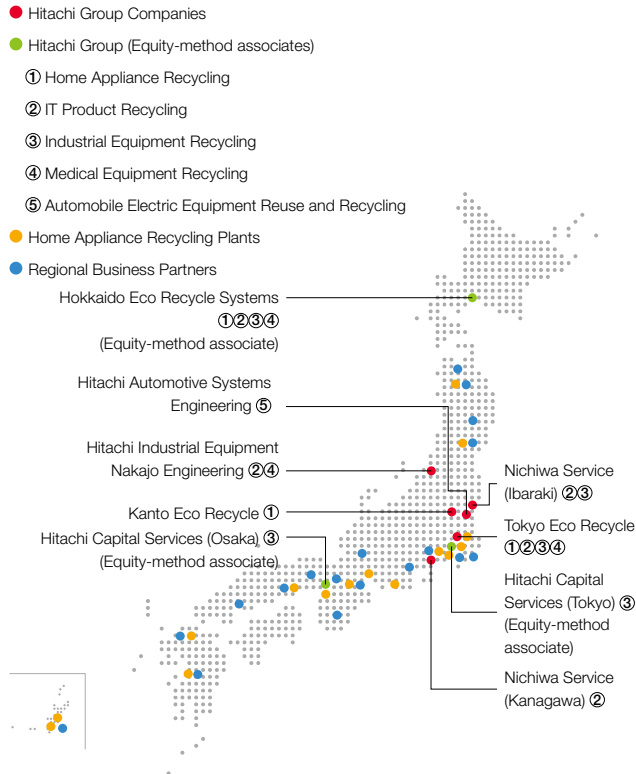 Hitachi Group Companies
Hitachi Group (Equity-method associates)
① Home Appliance Recycling
② IT Product Recycling
③ Industrial Equipment Recycling
④ Medical Equipment Recycling
⑤ Automobile Electric Equipment Reuse and Recycling
Home Appliance Recycling Plants
Regional Business Partners
Hokkaido Eco Recycle Systems
①②③④
(Equity-method associate)
Hitachi Automotive Systems
Engineering ⑤
Hitachi Industrial Equipment
Nakajo Engineering ②④
Kanto Eco Recycle ①
Hitachi Capital Services (Osaka) ③
(Equity-method associate)
Nichiwa Service
(Ibaraki) ②③
Tokyo Eco Recycle
①②③④
Hitachi Capital
Services (Tokyo) ③
(Equity-method
associate)
Nichiwa Service
(Kanagawa) ②